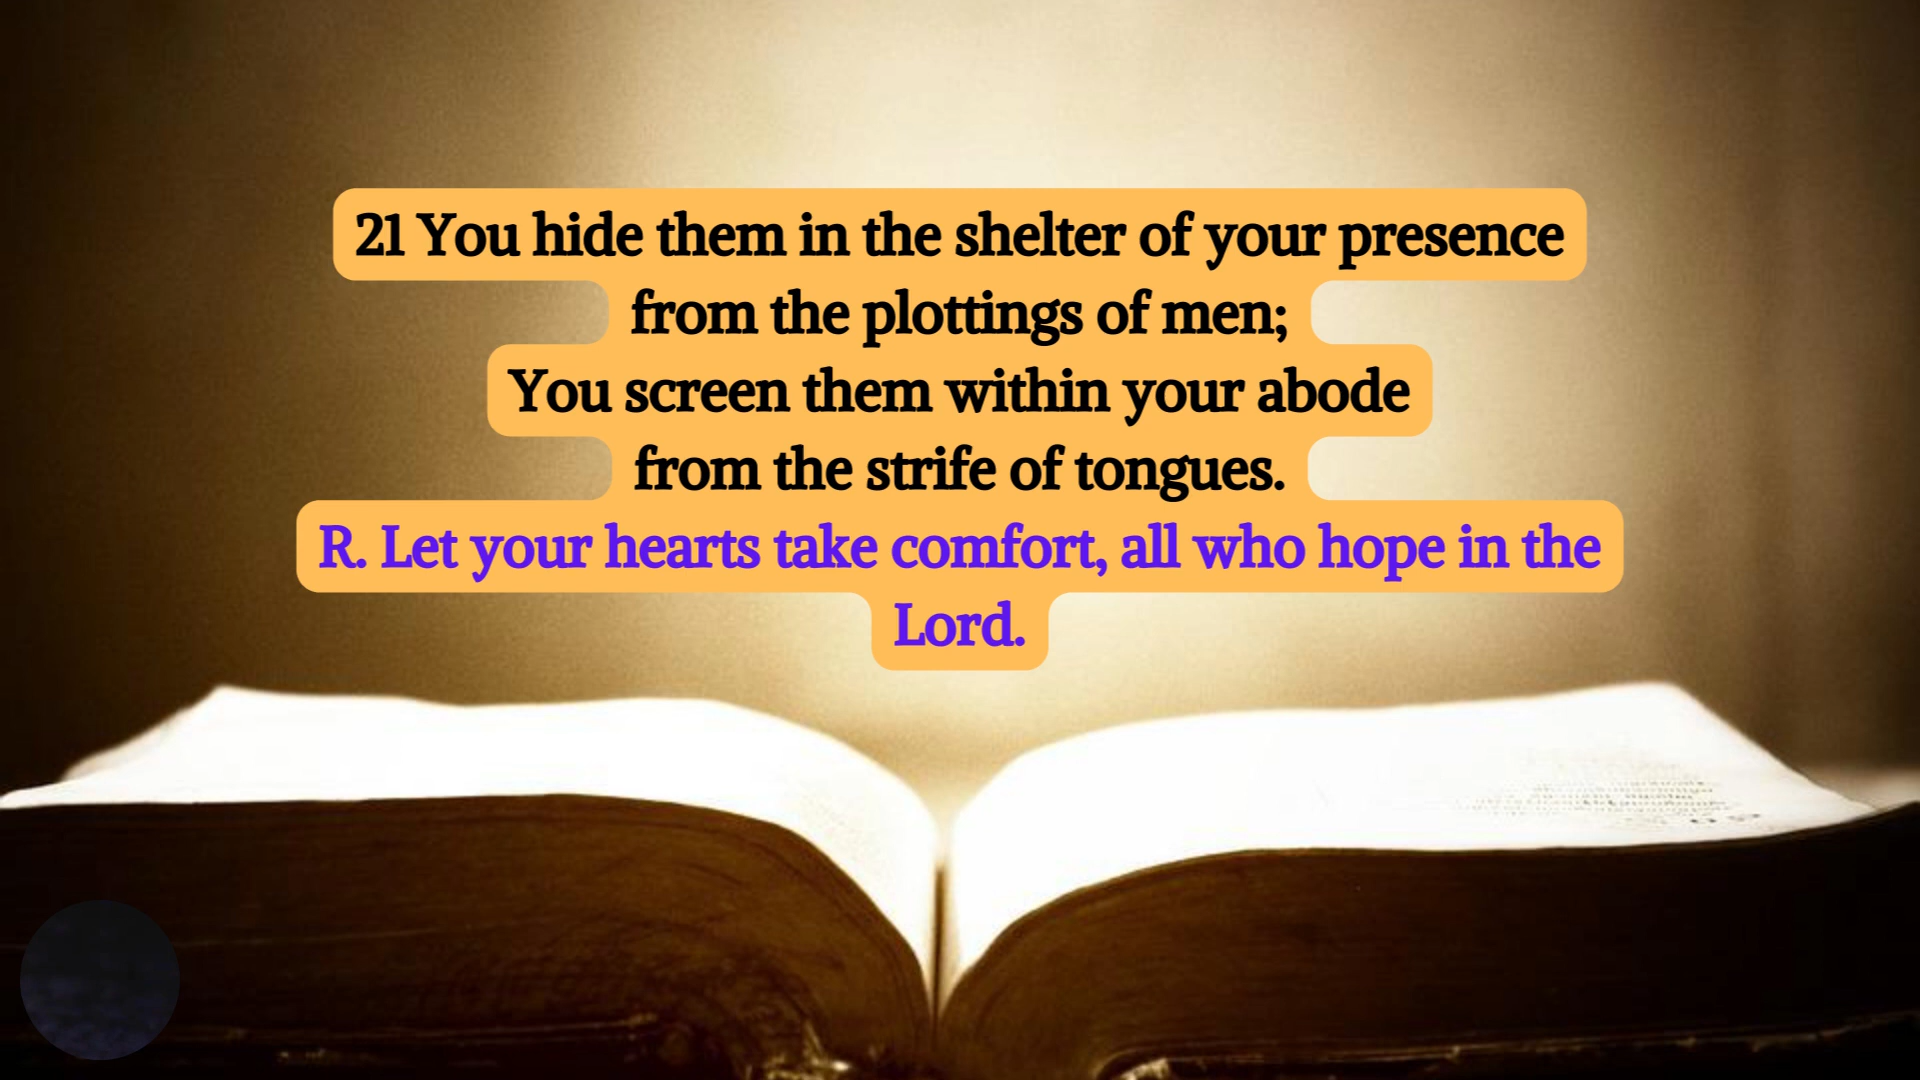 21 You hide them in the shelter of your presence
from the plottings of men;
You screen them within your abode
from the strife of tongues.
R. Let your hearts take comfort, all who hope in the
Lord.